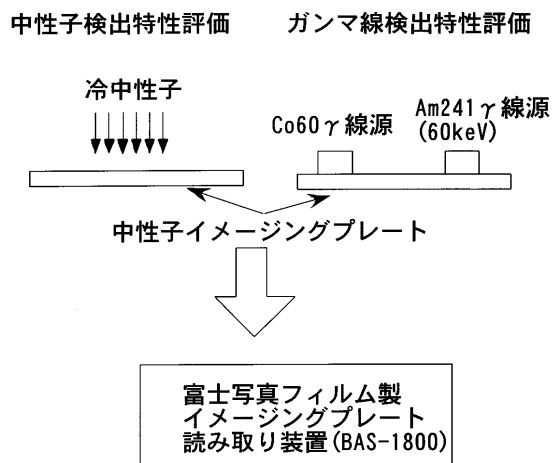 中性子検出特性評価
ガンマ線検出特性評価
冷中性子
Co60γ線源
Am241γ線源
(60keV)
中性子イメージングプレート
富士写真フィルム製
イメージングプレート
読み取り装置(BAS-1800)